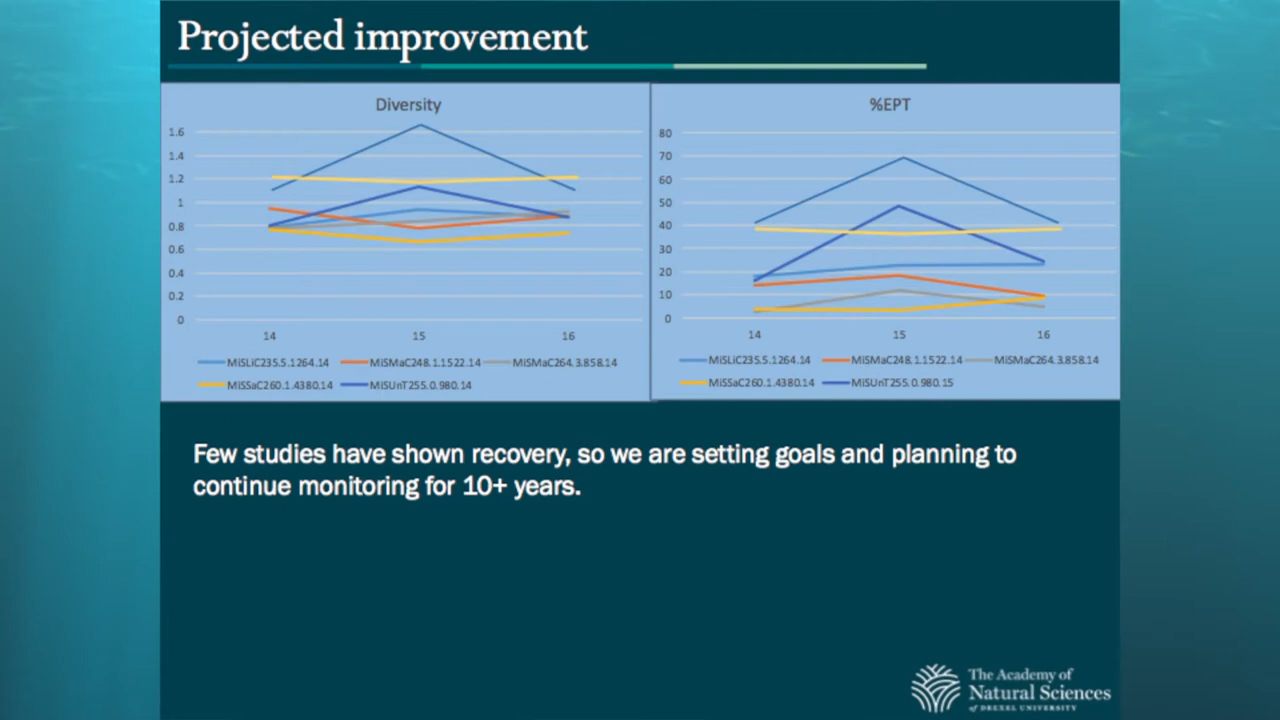 Projected improvement
Diversity
1.6
1.4
1.2
1
0.8
0.6
0.4
0.2
0
14 15 16
MiSLiC235.5.1264.14 MiSMaC248.1.1522.14 MiSMaC264.3.858.14
MiSSaC260.1.4380.14 MiSUnT255.0.980.14
%EPT
80
70
60
50
40
30
20
10
0
14 15 16
MiSLiC235.5.1264.14 MiSMaC248.1.1522.14 MiSMaC264.3.858.14
MiSSaC260.1.4380.14 MiSUnT255.0.980.15
Few studies have shown recovery, so we are setting goals and planning to
continue monitoring for 10+ years.
The Academy of
Natural Sciences
of DREXEL UNIVERSITY